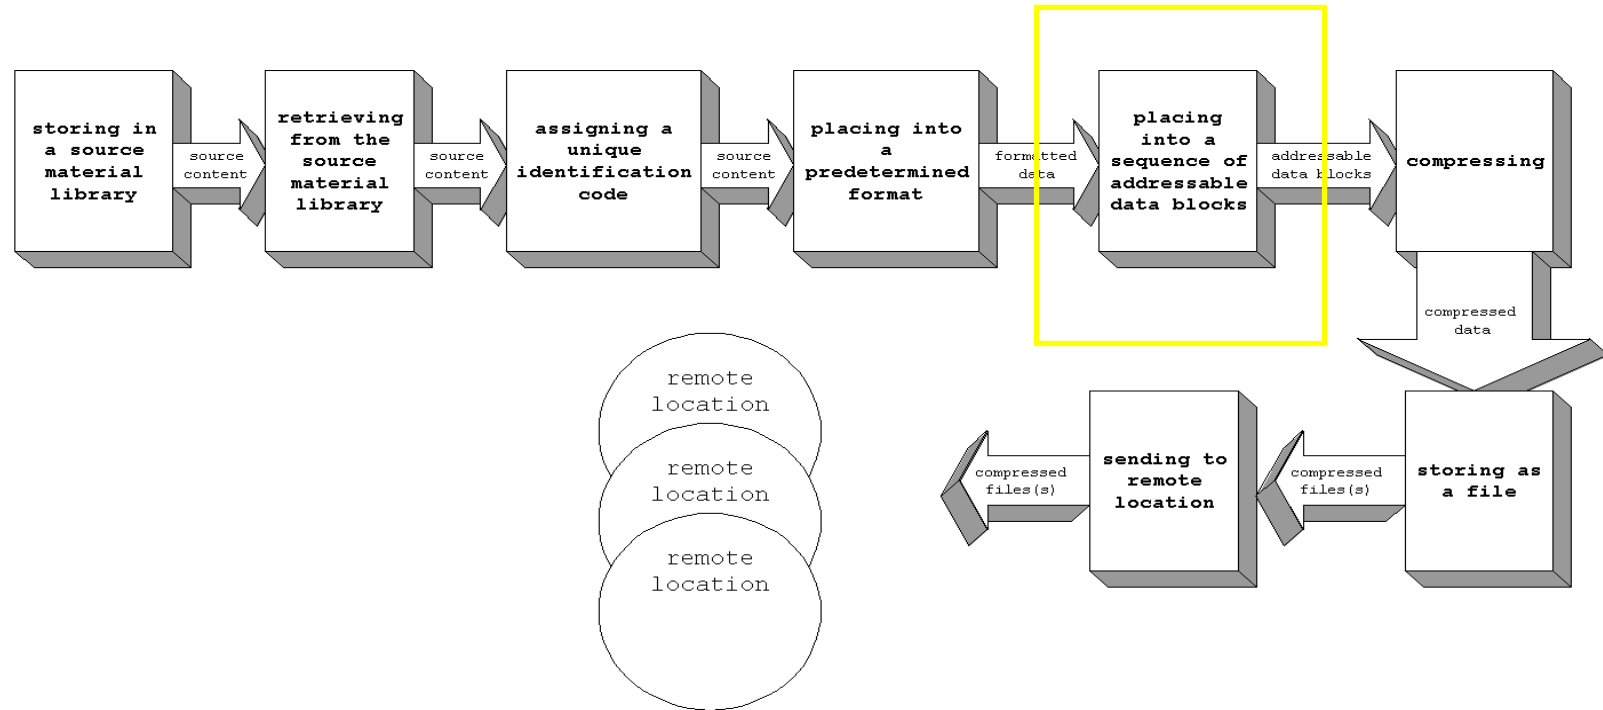 storing in
a source
material
library
source
content
retrieving
from the
source
material
library
source
content
assigning a
unique
identification
code
source
content
placing into
a
predetermined
format
formatted
data
placing
into a
sequence of
addressable
data blocks
addressable
data blocks
compressing
compressed
data
storing as
a file
compressed
files(s)
sending to
remote
location
compressed
files(s)
remote
location
remote
location
remote
location